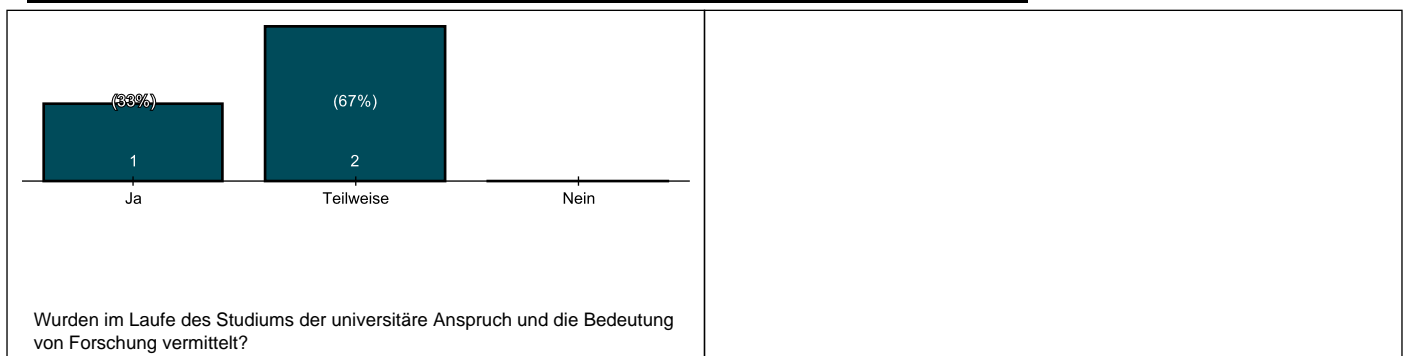 (33%)
(67%)
1
2
Ja
Teilweise
Nein
Wurden im Laufe des Studiums der universitäre Anspruch und die Bedeutung
von Forschung vermittelt?